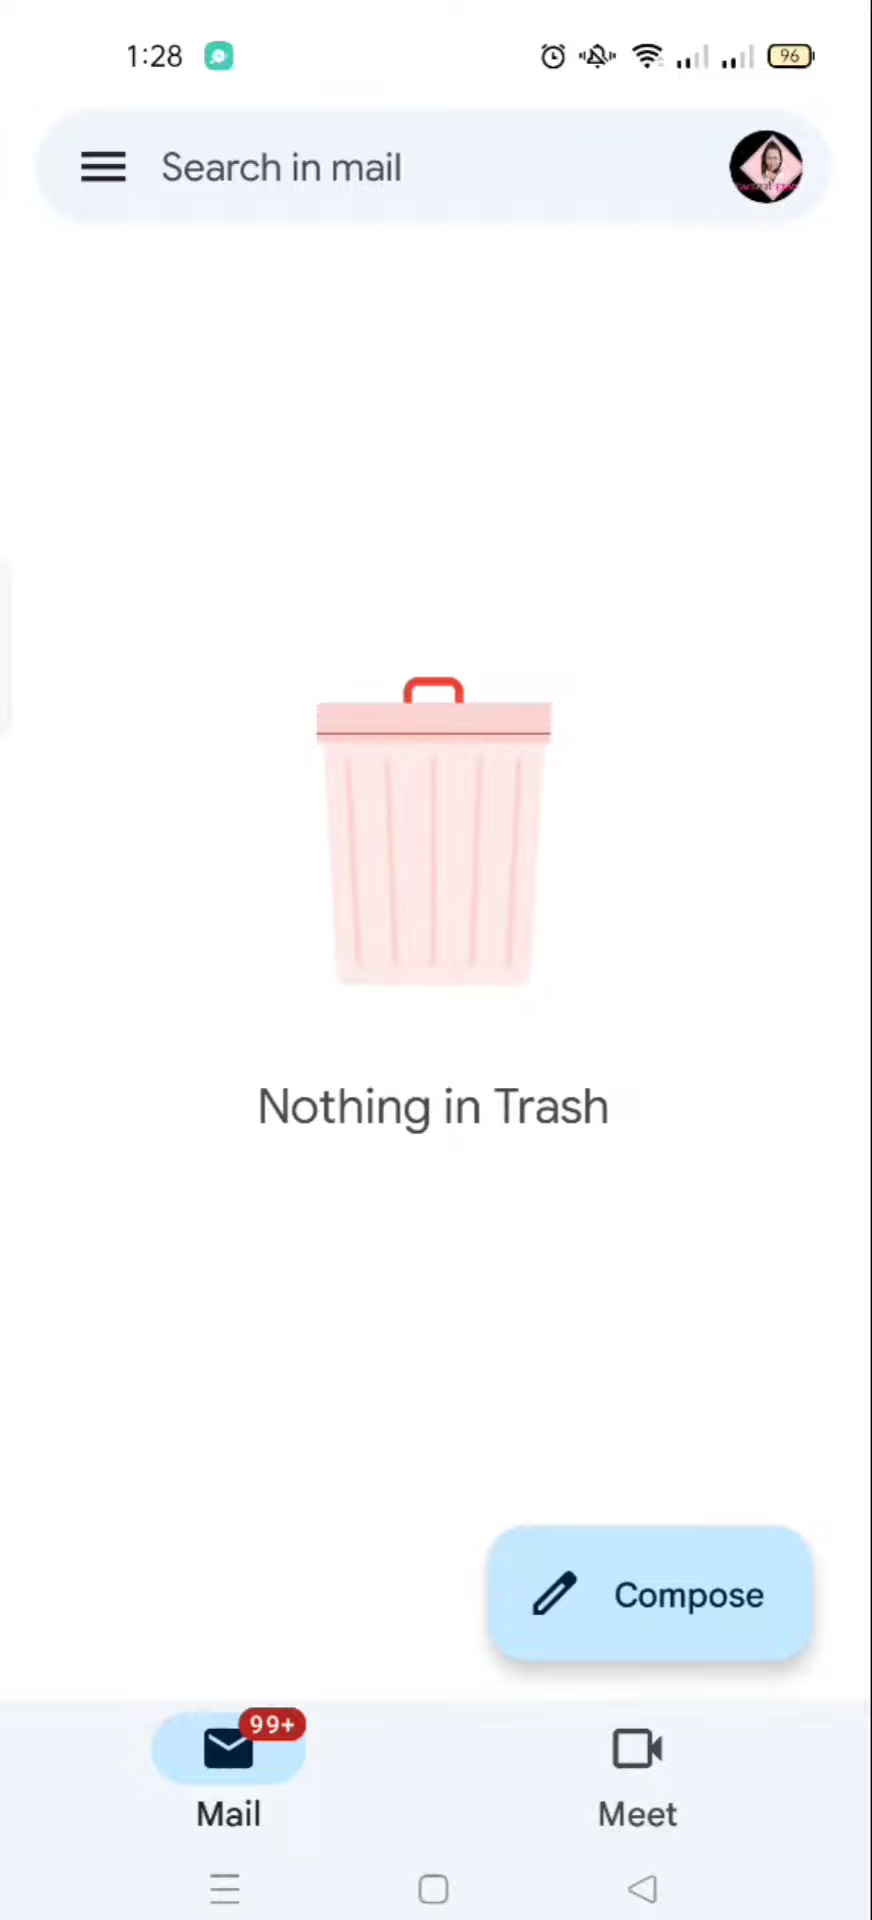 1:28
96
Search in mail
Nothing in Trash
Compose
99+
Mail
Meet